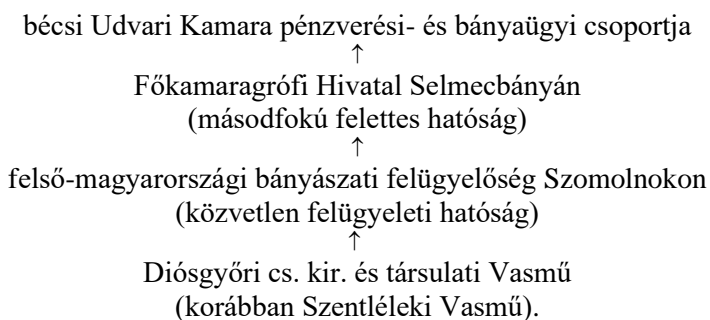 bécsi Udvari Kamara pénzverési- és bányaügyi csoportja
↑
Főkamaragrófi Hivatal Selmecbányán
(másodfokú felettes hatóság)
↑
felső-magyarországi bányászati felügyelőség Szomolnokon
(közvetlen felügyeleti hatóság)
↑
Diósgyőri cs. kir. és társulati Vasmű
(korábban Szentléleki Vasmű).